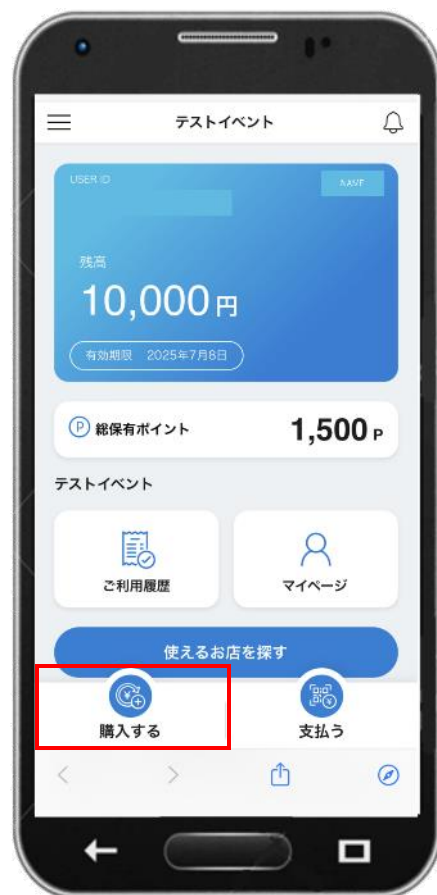 テストイベント
USER ID
NAME
残高
10,000円
有効期限 2025年7月8日
P 総保有ポイント 1,500 P
テストイベント
ご利用履歴
マイページ
使えるお店を探す
購入する
支払う